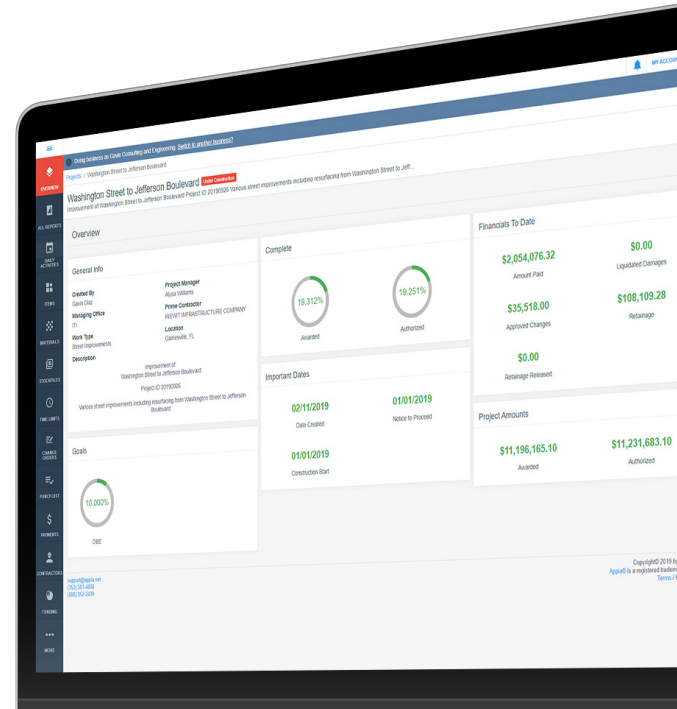 MY ACCOUN
Doing business as Gavin Consulting and Engineering. Switch to another business?
Projects / Washington Street to Jefferson Boulevard
Washington Street to Jefferson Boulevard Under Construction
Improvement of Washington Street to Jefferson Boulevard Project ID 20190926 Various street improvements including resurfacing from Washington Street to Jeff...
OVERVIEW
ALL REPORTS
DAILY
ACTIVITIES
ITEMS
MATERIALS
STOCKPILES
TIME LIMITS
CHANGE
ORDERS
PUNCH LIST
PAYMENTS
CONTRACTORS
FUNDING
MORE
Overview
General Info
Created By
Gavin Diaz
Managing Office
ITI
Work Type
Street Improvements
Description
Project Manager
Alysa Williams
Prime Contractor
KIEWIT INFRASTRUCTURE COMPANY
Location
Gainesville, FL
Improvement of:
Washington Street to Jefferson Boulevard
Project ID 20190926
Various street improvements including resurfacing from Washington Street to Jefferson
Boulevard
Goals
10.000%
DBE
Complete
19.312%
Awarded
19.251%
Authorized
Important Dates
02/11/2019
Date Created
01/01/2019
Notice to Proceed
01/01/2019
Construction Start
Financials To Date
$2,054,076.32
Amount Paid
$0.00
Liquidated Damages
$35,518.00
Approved Changes
$108,109.28
Retainage
$0.00
Retainage Released
Project Amounts
$11,196,165.10
Awarded
$11,231,683.10
Authorized
support@appia.net
Copyright© 2019 by
Appia® is a registered tradem
Terms /